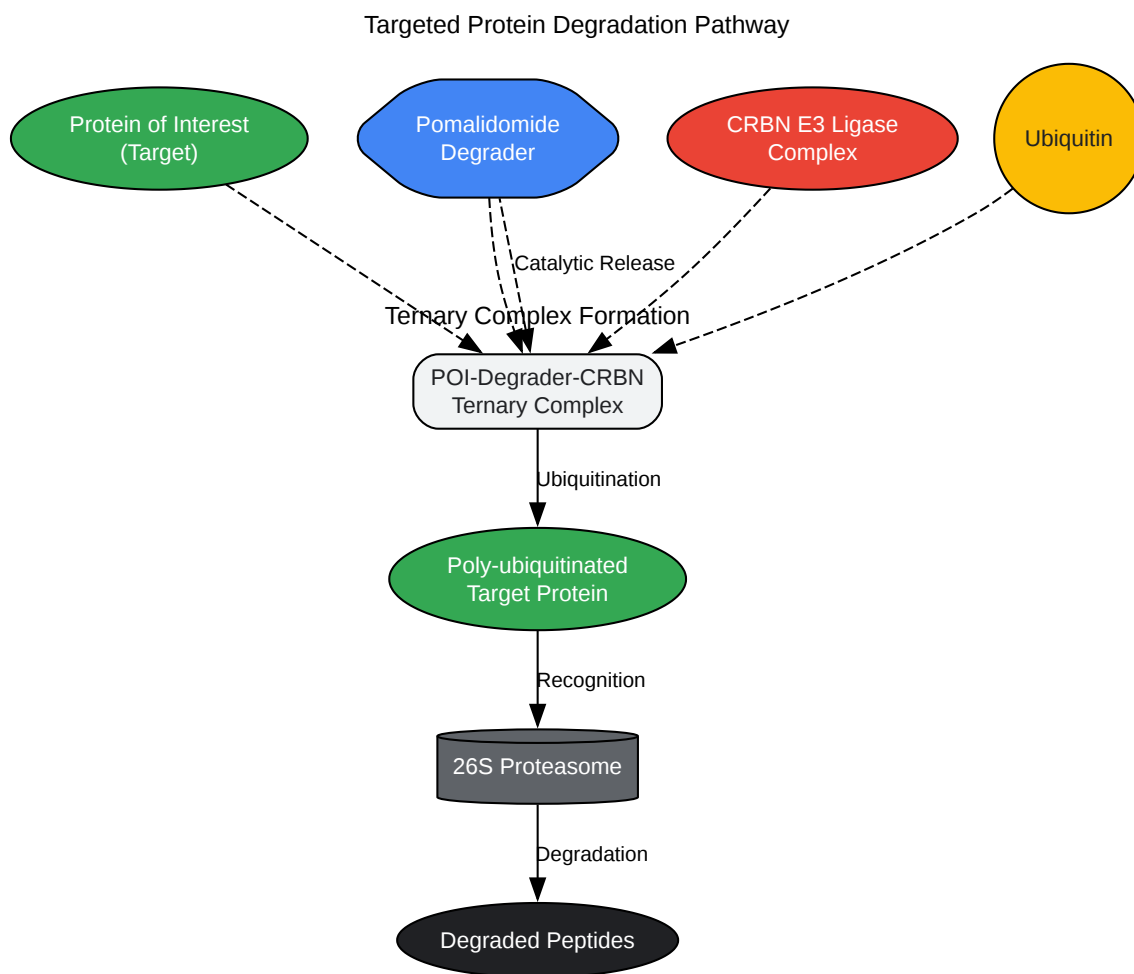 Targeted Protein Degradation Pathway
Protein of Interest
(Target)
Pomalidomide
Degrader
CRBN E3 Ligase
Complex
Ubiquitin
Catalytic Release
Ternary Complex Formation
POI-Degrader-CRBN
Ternary Complex
Ubiquitination
Poly-ubiquitinated
Target Protein
Recognition
26S Proteasome
Degradation
Degraded Peptides